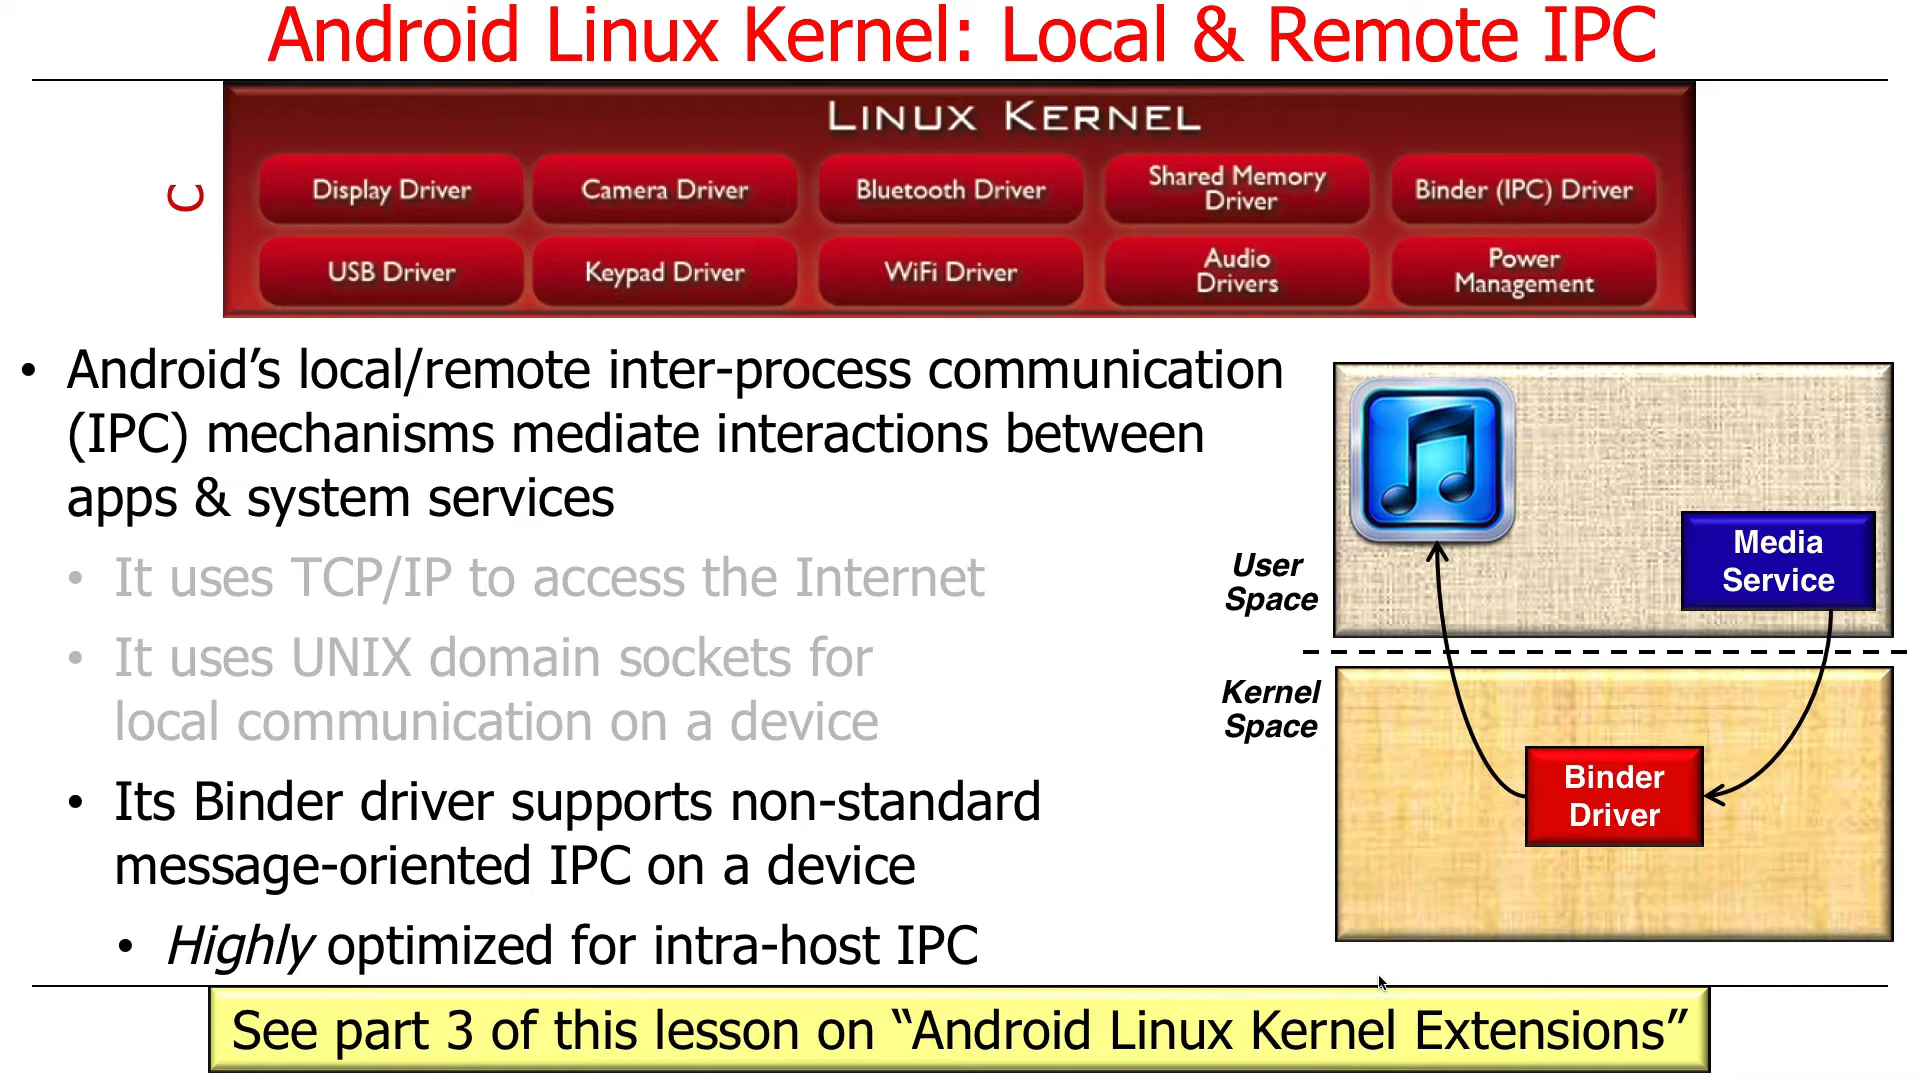 Android Linux Kernel: Local & Remote IPC
LINUX KERNEL
C
Display Driver
Camera Driver
Bluetooth Driver
Shared Memory
Driver
Binder (IPC) Driver
USB Driver
Keypad Driver
WiFi Driver
Audio
Drivers
Power
Management
• Android’s local/remote inter-process communication
(IPC) mechanisms mediate interactions between
apps & system services
• It uses TCP/IP to access the Internet
• It uses UNIX domain sockets for
local communication on a device
• Its Binder driver supports non-standard
message-oriented IPC on a device
• Highly optimized for intra-host IPC
User
Space
Media
Service
Kernel
Space
Binder
Driver
See part 3 of this lesson on “Android Linux Kernel Extensions”